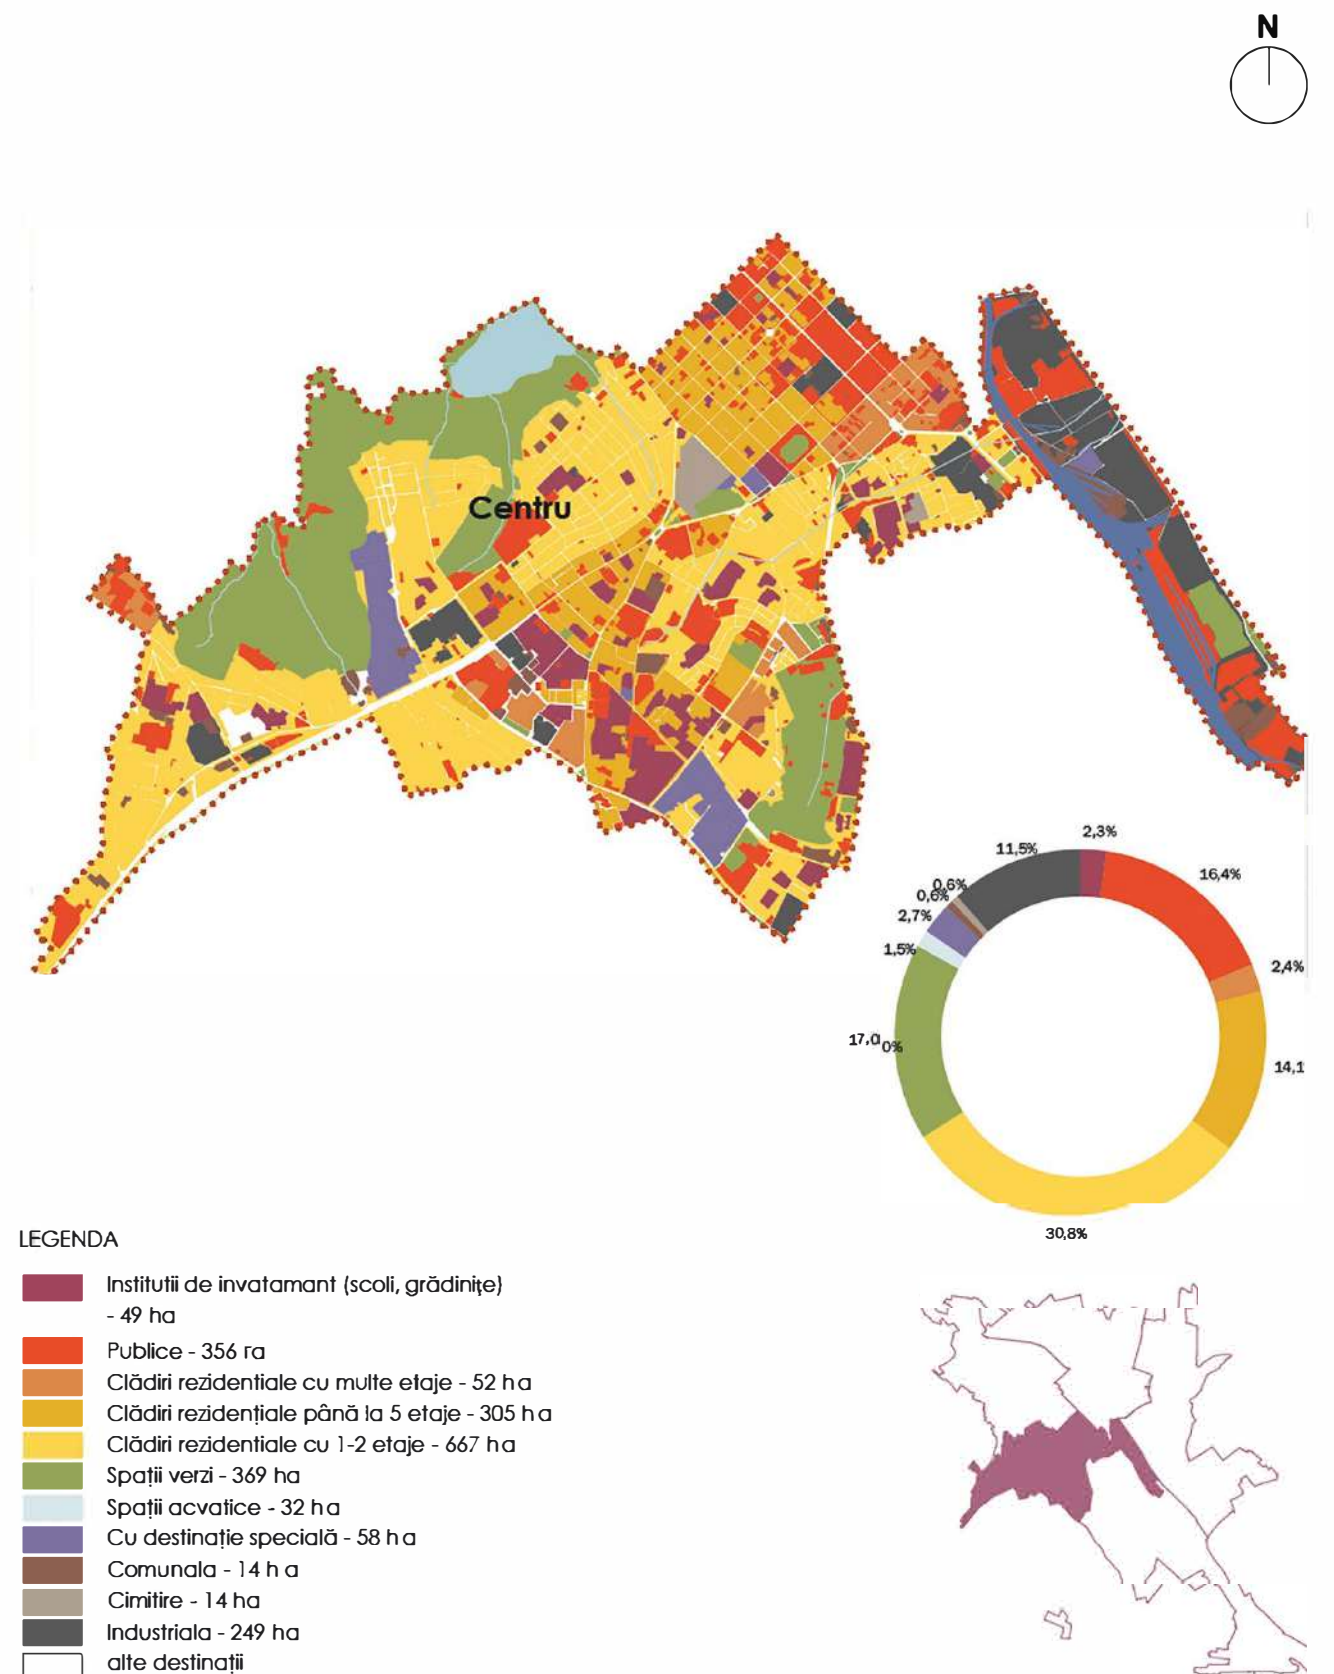 N
Centru
2,3%
11,5%
16,4%
0,6%
0,6%
2,7%
2,4%
1,5%
17,0
0%
14,1
30,8%
LEGENDA
Institutii de invatamant (scoli, grădinițe)
- 49 ha
Publice - 356 ra
Clădiri rezidentiale cu multe etaje - 52 ha
Clădiri rezidențiale până la 5 etaje - 305 ha
Clădiri rezidentiale cu 1-2 etaje - 667 ha
Spații verzi - 369 ha
Spații acvatice - 32 ha
Cu destinație specială - 58 ha
Comunala - 14 h a
Cimitire - 14 ha
Industriala - 249 ha
alte destinații